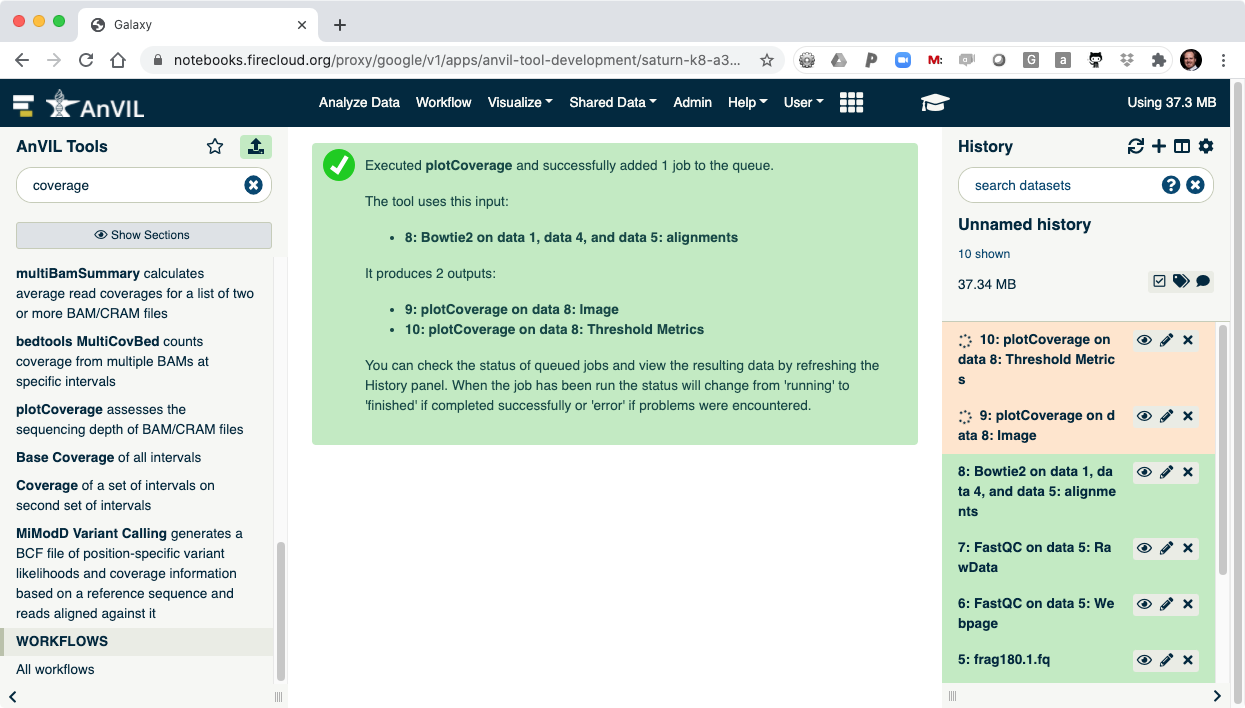 Galaxy
notebooks.firecloud.org/proxy/google/v1/apps/anvil-tool-development/saturn-k8-a3...
AnVIL
Analyze Data Workflow Visualize Shared Data Admin Help User
Using 37.3 MB
AnVIL Tools
coverage
Show Sections
multiBamSummary calculates
average read coverages for a list of two
or more BAM/CRAM files
bedtools MultiCovBed counts
coverage from multiple BAMs at
specific intervals
plotCoverage assesses the
sequencing depth of BAM/CRAM files
Base Coverage of all intervals
Coverage of a set of intervals on
second set of intervals
MiModD Variant Calling generates a
BCF file of position-specific variant
likelihoods and coverage information
based on a reference sequence and
reads aligned against it
WORKFLOWS
All workflows
Executed plotCoverage and successfully added 1 job to the queue.
The tool uses this input:
• 8: Bowtie2 on data 1, data 4, and data 5: alignments
It produces 2 outputs:
• 9: plotCoverage on data 8: Image
• 10: plotCoverage on data 8: Threshold Metrics
You can check the status of queued jobs and view the resulting data by refreshing the
History panel. When the job has been run the status will change from 'running' to
'finished' if completed successfully or 'error' if problems were encountered.
History
search datasets
Unnamed history
10 shown
37.34 MB
10: plotCoverage on
data 8: Threshold Metric
s
9: plotCoverage on d
ata 8: Image
8: Bowtie2 on data 1, da
ta 4, and data 5: alignme
nts
7: FastQC on data 5: Ra
wData
6: FastQC on data 5: We
bpage
5: frag180.1.fq